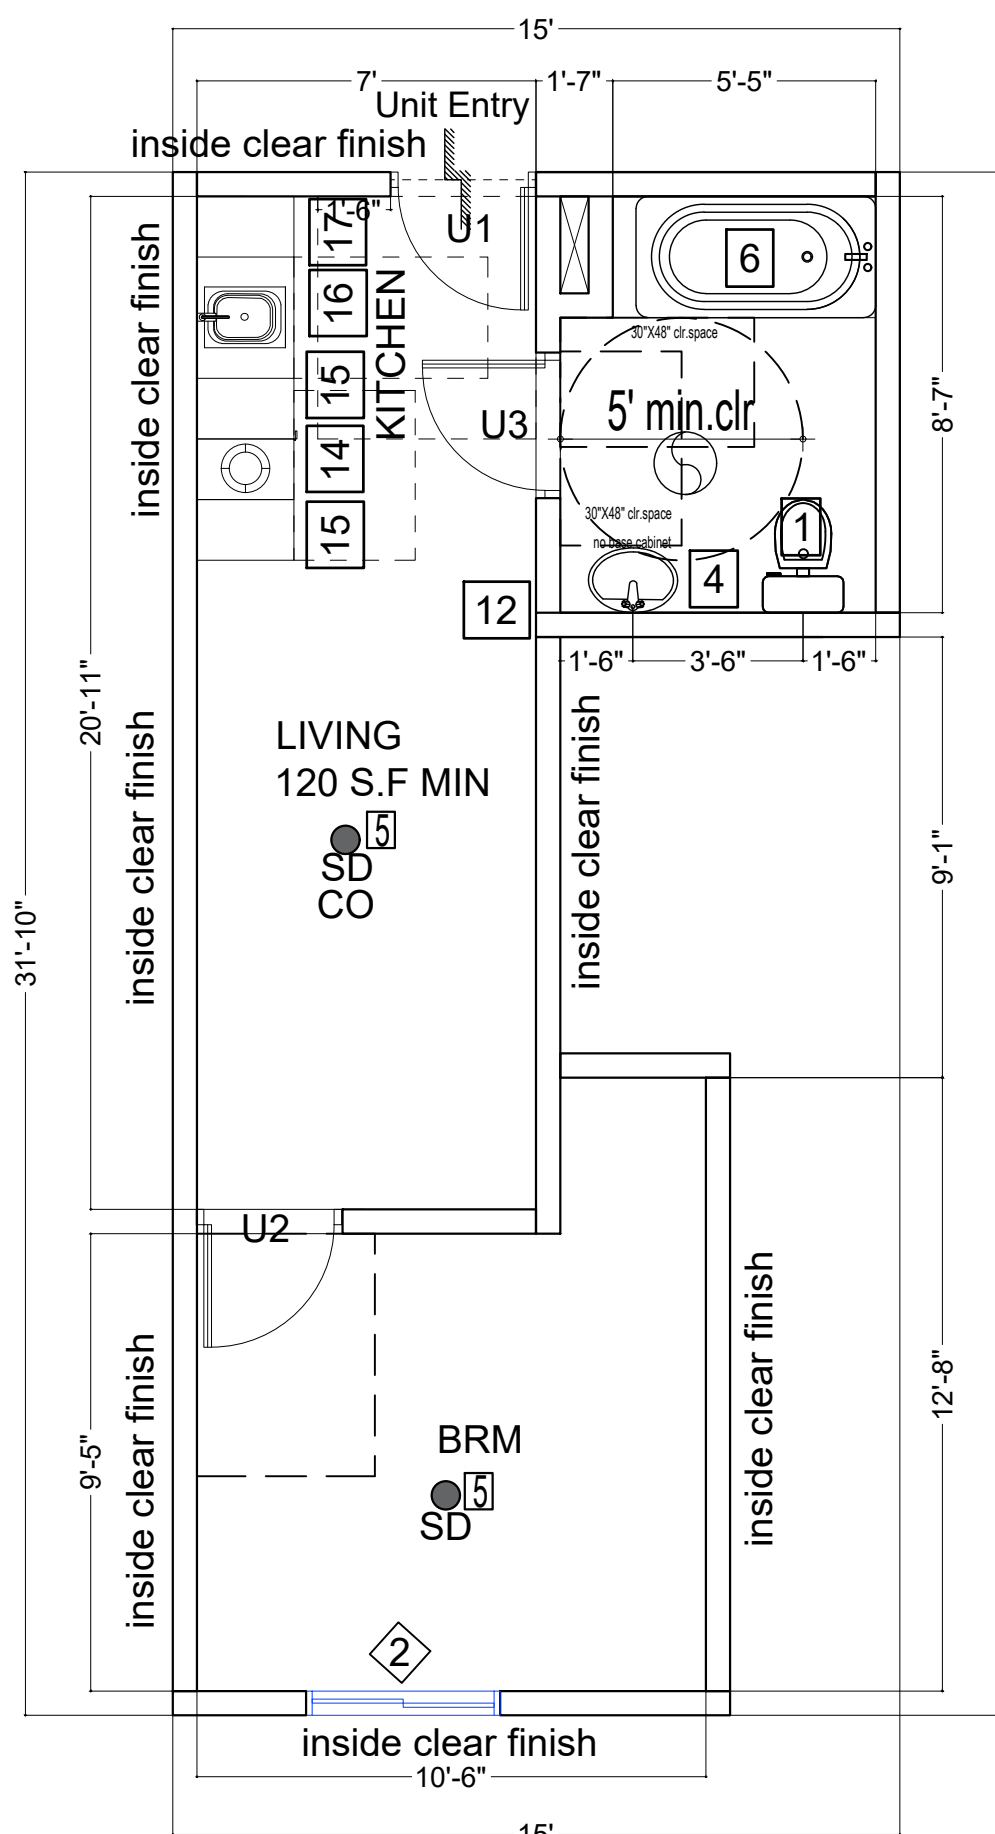 15'
7'
1'-7"
5'-5"
Unit Entry
inside clear finish
1'-6"
17
U1
6
inside clear finish
16
KITCHEN
30"X48" clr.space
15
5' min.clr
8'-7"
U3
14
30"X48" clr.space
1
15
no base cabinet
4
12
1'-6"
3'-6"
1'-6"
20'-11"
LIVING
120 S.F MIN
inside clear finish
inside clear finish
5
SD
CO
9'-1"
31'-10"
U2
inside clear finish
inside clear finish
12'-8"
9'-5"
BRM
5
SD
2
inside clear finish
10'-6"
15'